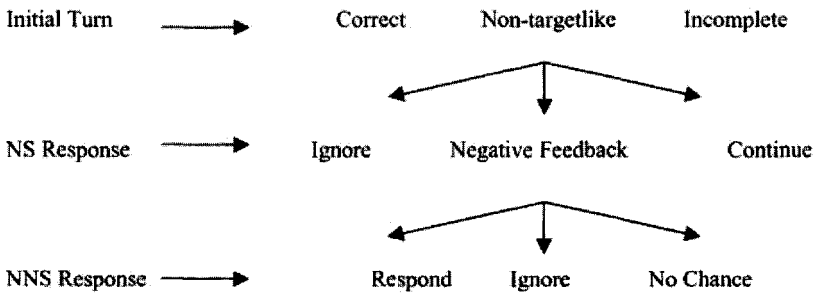 Initial Turn Correct Non-targetlike Incomplete
NS Response Ignore Negative Feedback Continue
NNS Response Respond Ignore No Chance